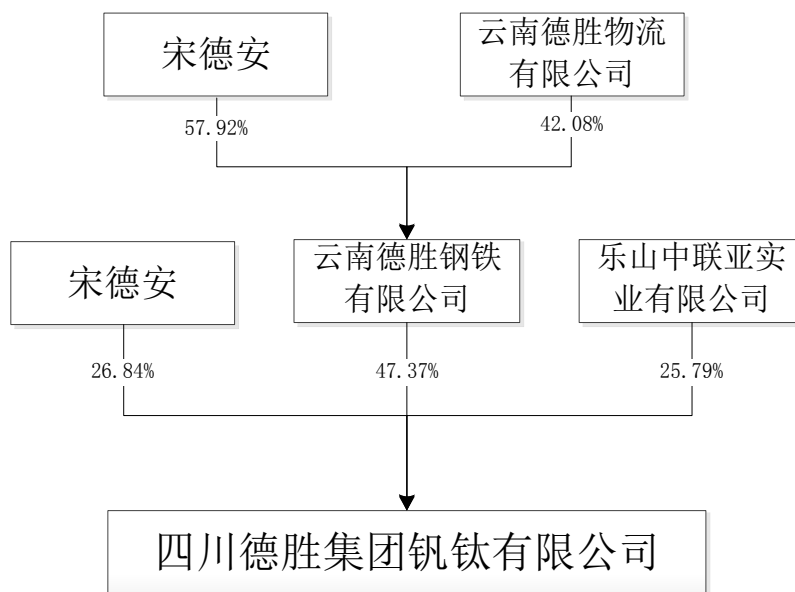 宋德安
云南德胜物流
有限公司
57.92%
42.08%
宋德安
云南德胜钢铁
有限公司
乐山中联亚实
业有限公司
26.84%
47.37%
25.79%
四川德胜集团钒钛有限公司